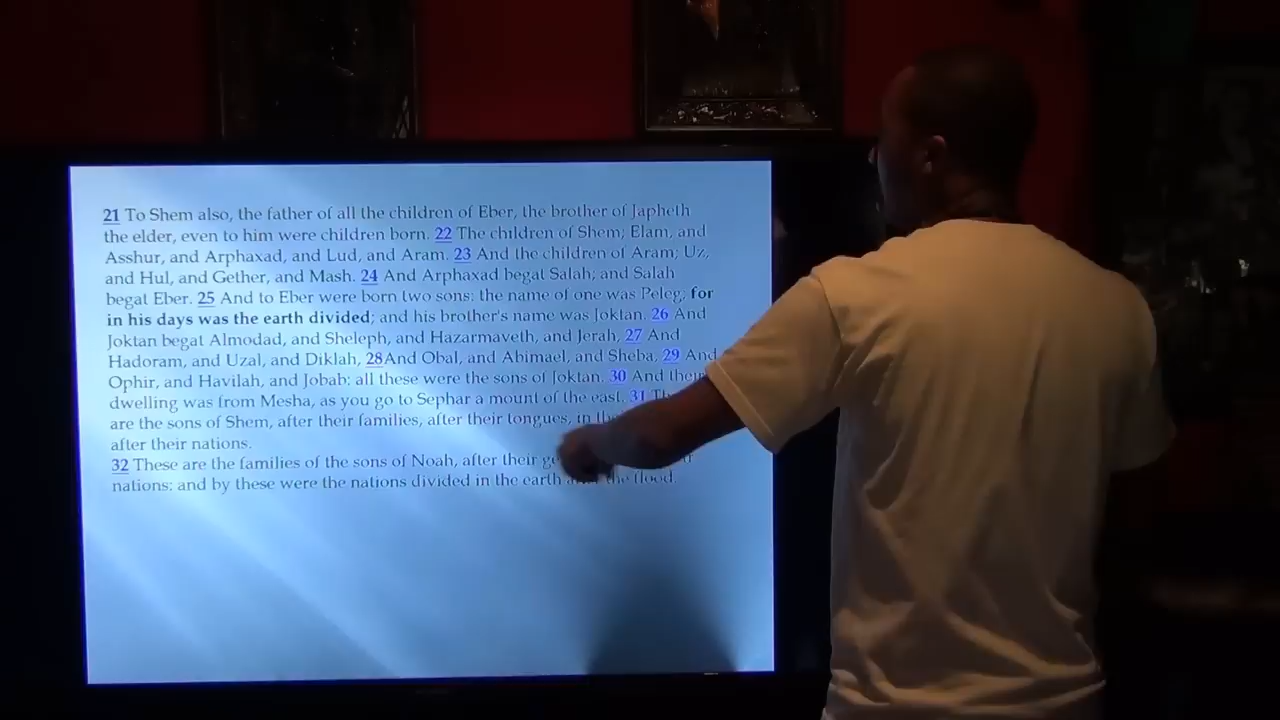 21 To Shem also, the father of all the children of Eber, the brother of Japheth
the elder, even to him were children born. 22 The children of Shem; Elam, and
Asshur, and Arphaxad, and Lud, and Aram. 23 And the children of Aram; Uz,
and Hul, and Gether, and Mash. 24 And Arphaxad begat Salah; and Salah
begat Eber. 25 And to Eber were born two sons: the name of one was Peleg; for
in his days was the earth divided; and his brother's name was Joktan. 26 And
Joktan begat Almodad, and Sheleph, and Hazarmaveth, and Jerah, 27 And
Hadoram, and Uzal, and Diklah, 28And Obal, and Abimael, and Sheba, 29 And
Ophir, and Havilah, and Jobab: all these were the sons of Joktan. 30 And their
dwelling was from Mesha, as you go to Sephar a mount of the east. 31
are the sons of Shem, after their families, after their tongues, in
after their nations.
32 These are the families of the sons of Noah, after their
nations: and by these were the nations divided in the earth the flood.